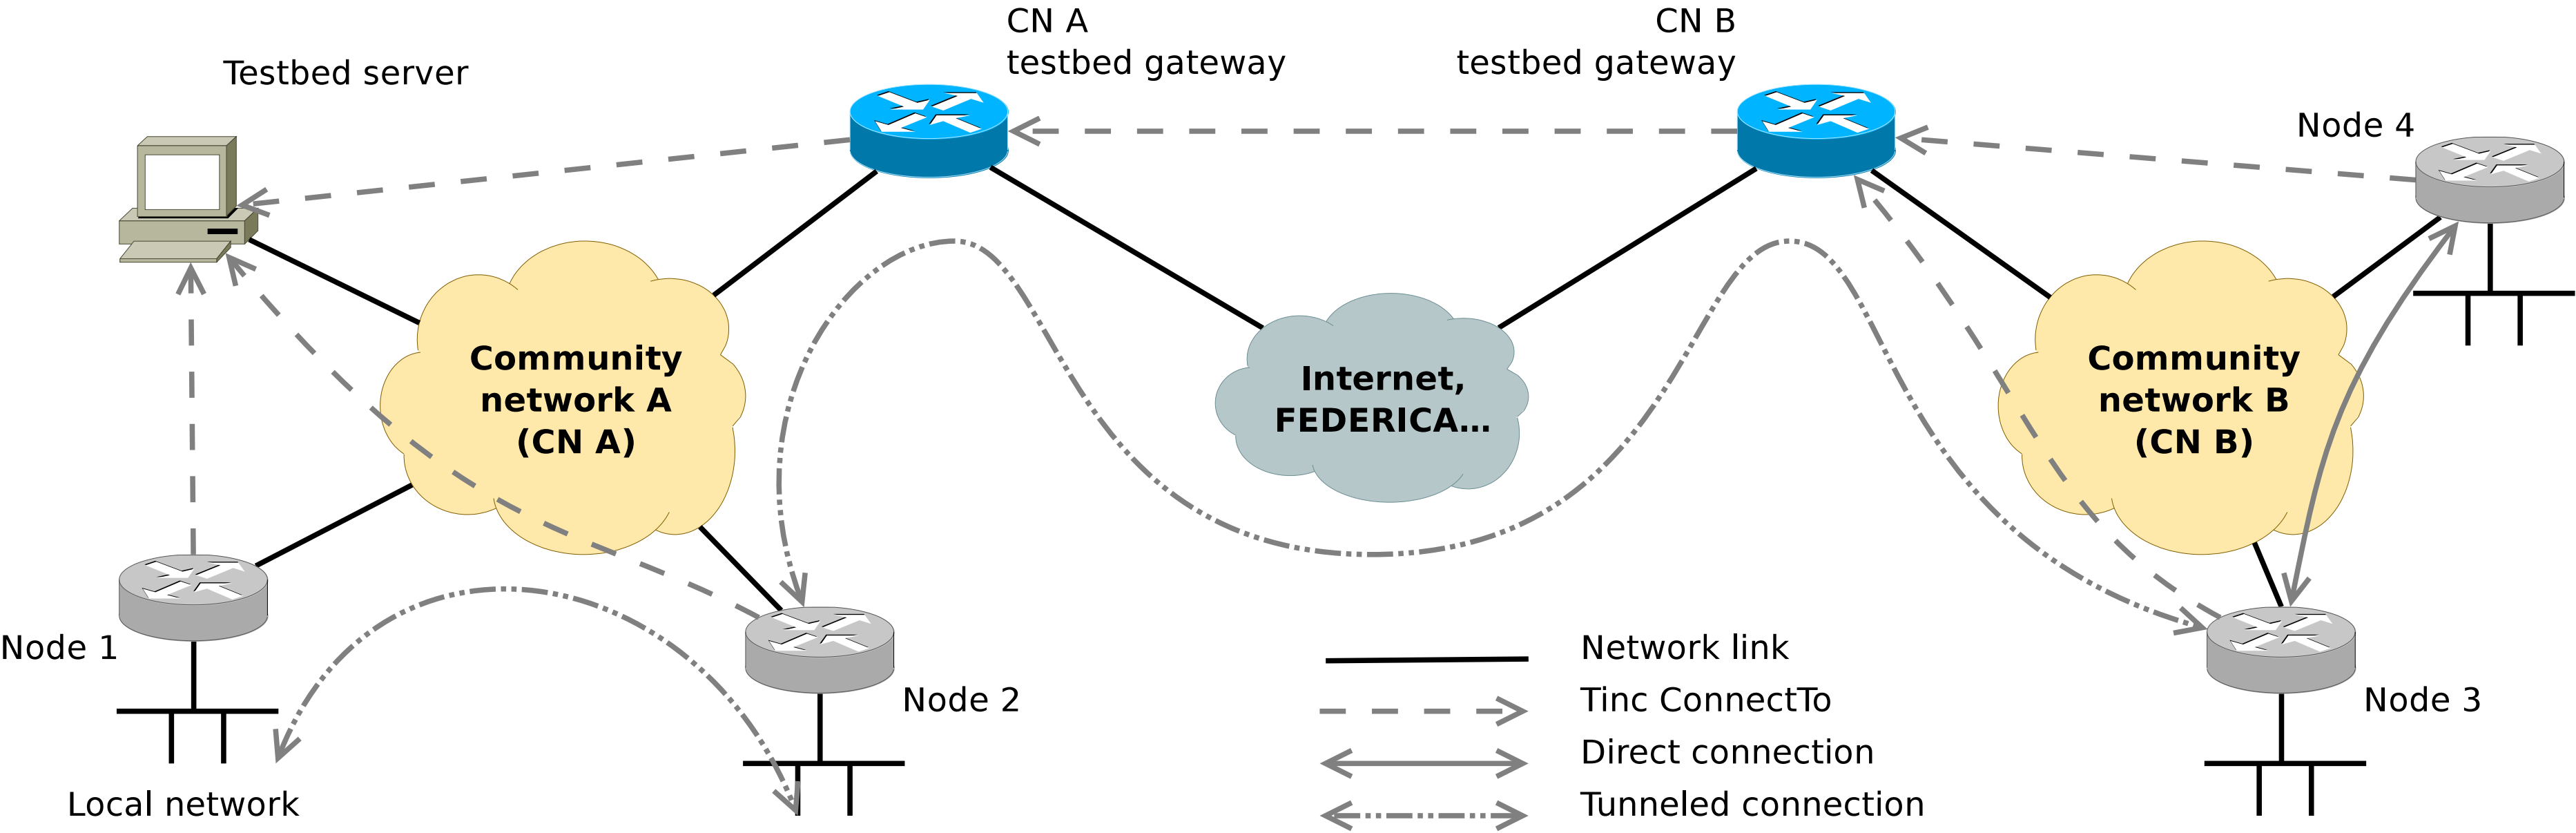 CN A
testbed gateway
CN B
testbed gateway
Testbed server
Node 4
Community
network A
(CN A)
Internet,
FEDERICA...
Community
network B
(CN B)
Node 1
Node 2
Node 3
Local network
Network link
Tinc ConnectTo
Direct connection
Tunneled connection